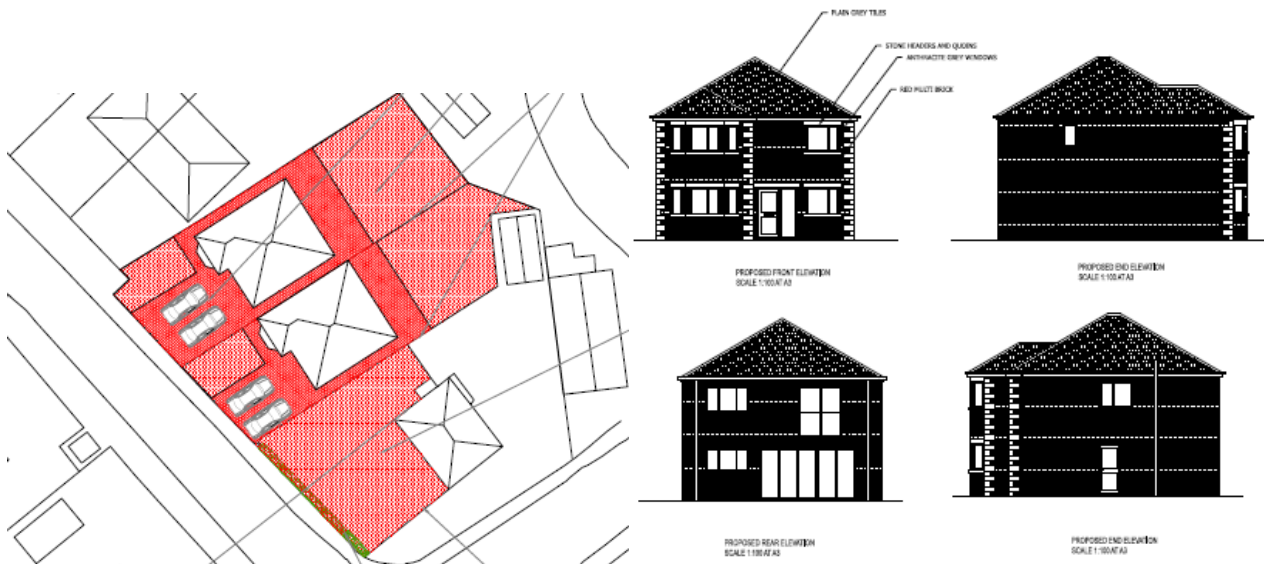 PLAIN GREY TILES
STONE HEADERS AND QUOINS
ANTHRACITE GREY WINDOWS
RED MULTI BRICK
PROPOSED FRONT ELEVATION
SCALE 1:100 AT A3
PROPOSED END ELEVATION
SCALE 1:100 AT A3
PROPOSED REAR ELEVATION
SCALE 1:100 AT A3
PROPOSED END ELEVATION
SCALE 1:100 AT A3